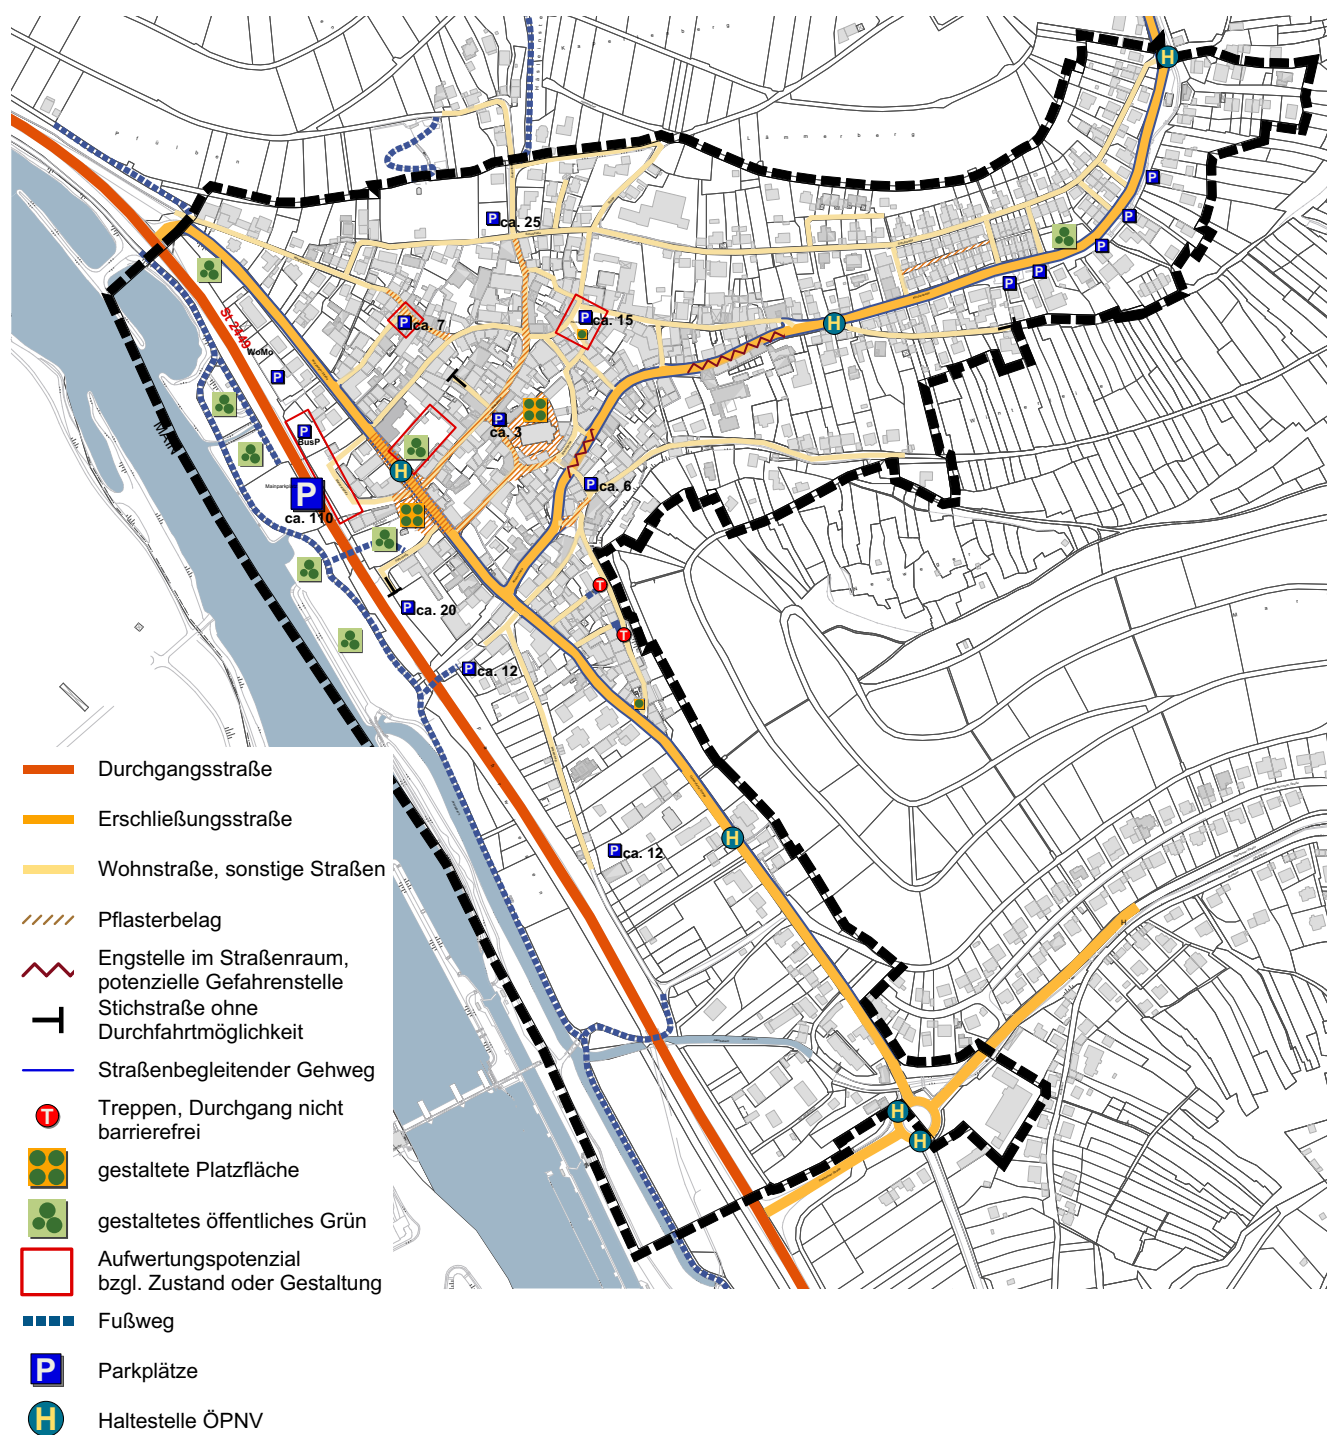 H
P f ü l b e n
K a p e l l e n b e r g
L ä m m e r b e r g
P
P
P
P
P
P ca. 25
St 2449
WoMo
P
P ca. 7
P ca. 15
H
MAIN
P
BusP
P
ca. 3
H
P ca. 6
Mainparkplatz
P
ca. 110
T
P ca. 20
T
P ca. 12
H
P ca. 12
H
H
H
Durchgangsstraße
Erschließungsstraße
Wohnstraße, sonstige Straßen
Pflasterbelag
Engstelle im Straßenraum,
potenzielle Gefahrenstelle
Stichstraße ohne
Durchfahrtmöglichkeit
Straßenbegleitender Gehweg
T
Treppen, Durchgang nicht
barrierefrei
gestaltete Platzfläche
gestaltetes öffentliches Grün
Aufwertungspotenzial
bzgl. Zustand oder Gestaltung
Fußweg
P
Parkplätze
H
Haltestelle ÖPNV